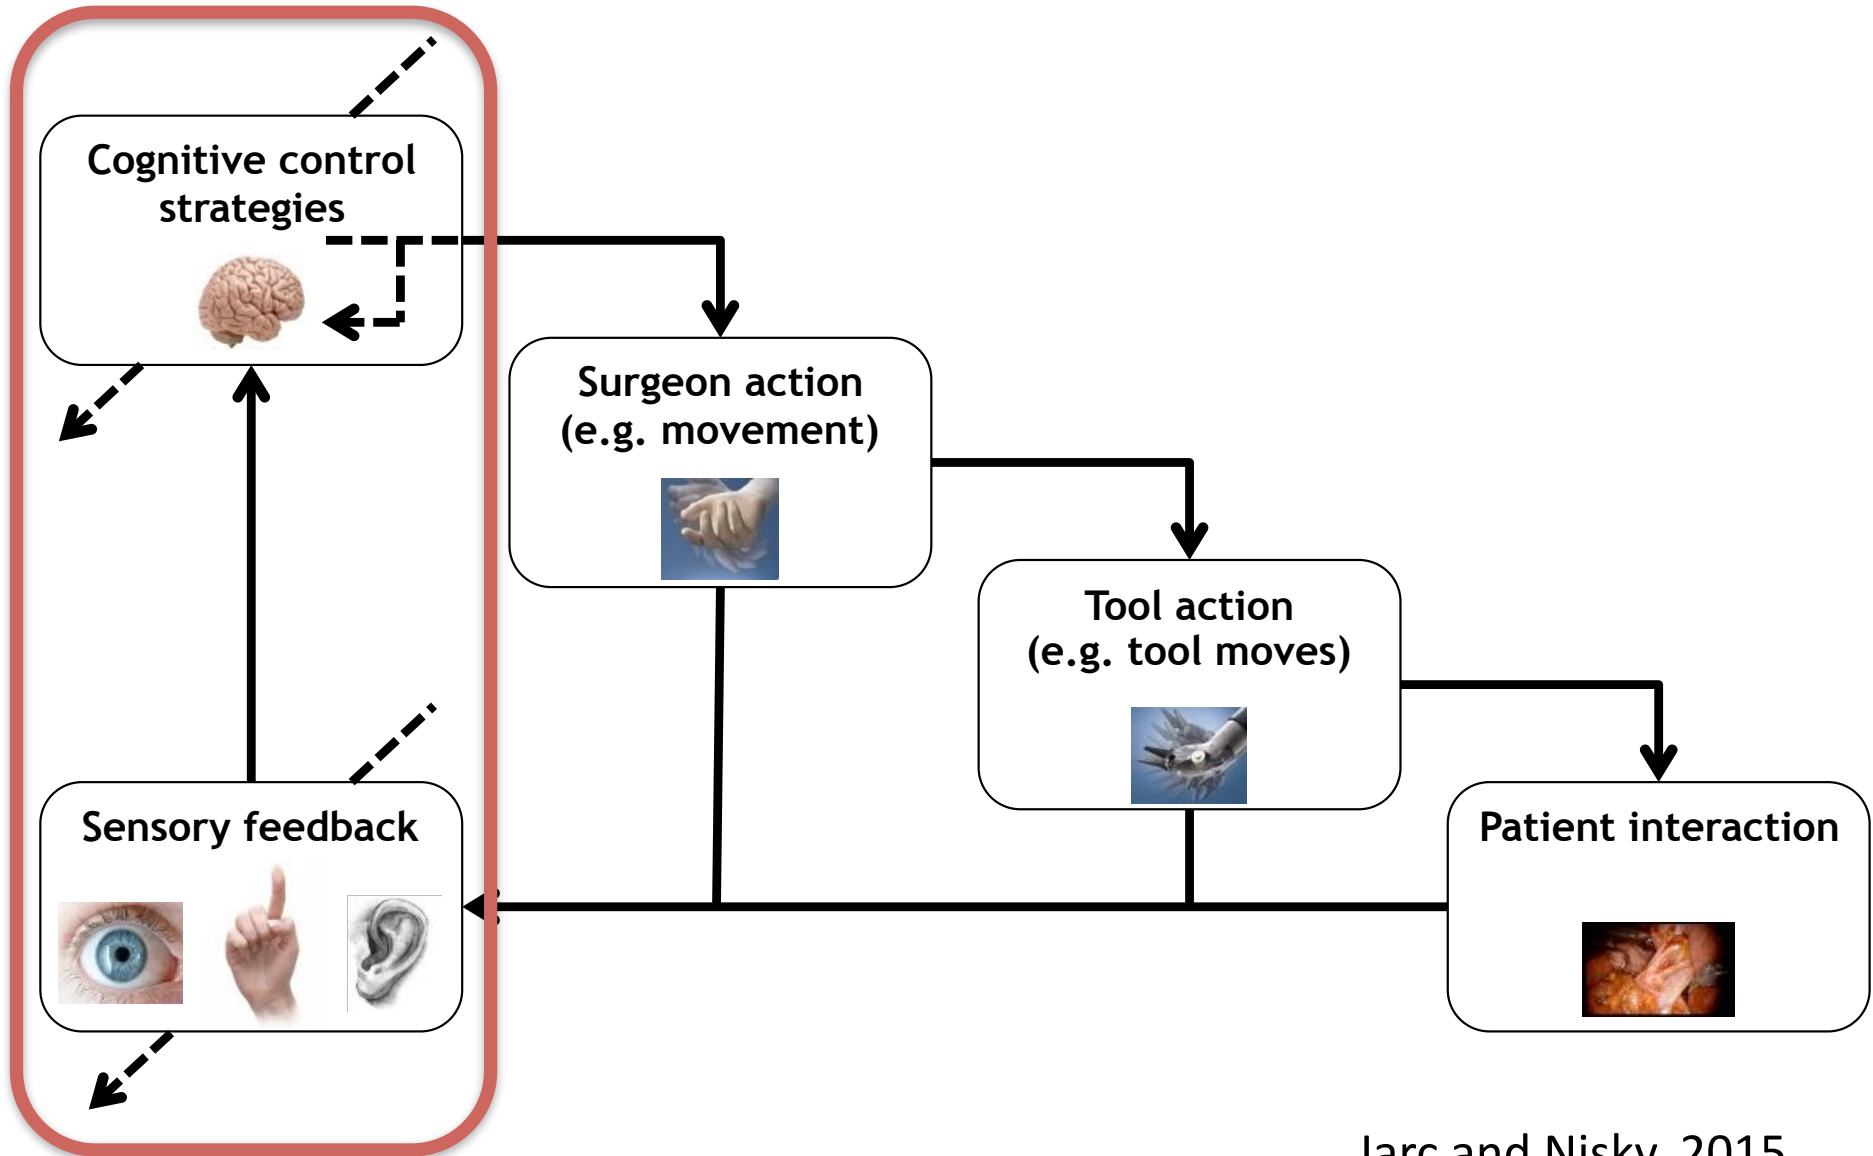 Cognitive control
strategies
Surgeon action
(e.g. movement)
Tool action
(e.g. tool moves)
Sensory feedback
Patient interaction
Jarc and Nisky, 2015